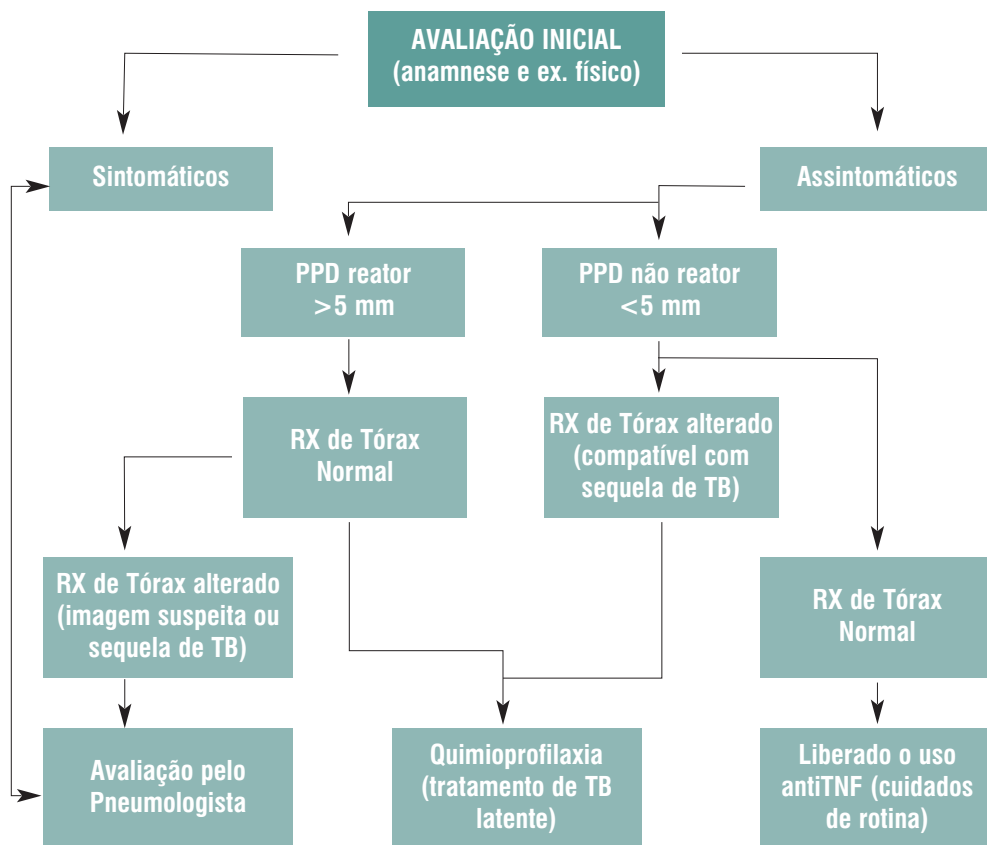 AVALIAÇÃO INICIAL
(anamnese e ex. físico)
Sintomáticos
Assintomáticos
PPD reator
>5 mm
PPD não reator
<5 mm
RX de Tórax
Normal
RX de Tórax alterado
(compatível com
sequela de TB)
RX de Tórax alterado
(imagem suspeita ou
sequela de TB)
RX de Tórax
Normal
Avaliação pelo
Pneumologista
Quimioprofilaxia
(tratamento de TB
latente)
Liberado o uso
antiTNF (cuidados
de rotina)